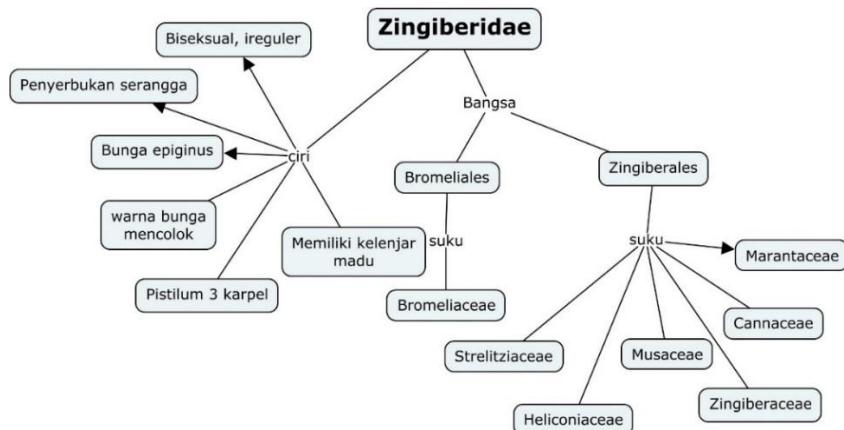 Zingiberidae
Biseksual, ireguler
Penyerbukan serangga
Bunga epiginus
ciri
warna bunga
mencolok
Pistilum 3 karpel
Memiliki kelenjar
madu
Bangsa
Bromeliales
suku
Bromeliaceae
Zingiberales
suku
Marantaceae
Cannaceae
Zingiberaceae
Musaceae
Heliconiaceae
Strelitziaceae